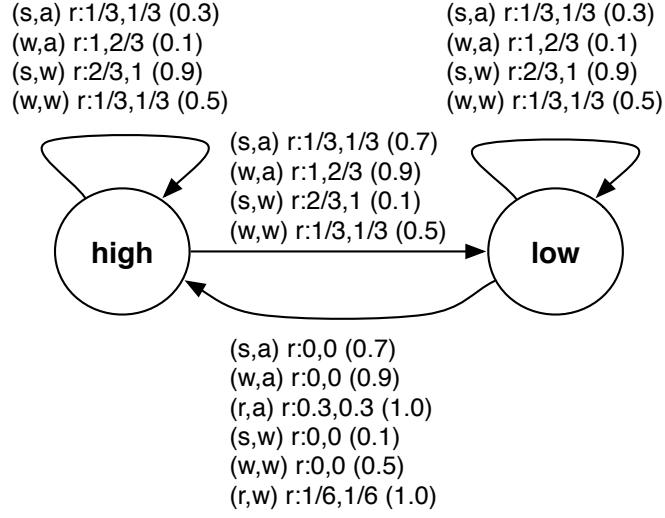 (s,a) r:1/3,1/3 (0.3)
(w,a) r:1,2/3 (0.1)
(s,w) r:2/3,1 (0.9)
(w,w) r:1/3,1/3 (0.5)
(s,a) r:1/3,1/3 (0.3)
(w,a) r:1,2/3 (0.1)
(s,w) r:2/3,1 (0.9)
(w,w) r:1/3,1/3 (0.5)
(s,a) r:1/3,1/3 (0.7)
(w,a) r:1,2/3 (0.9)
(s,w) r:2/3,1 (0.1)
(w,w) r:1/3,1/3 (0.5)
high
low
(s,a) r:0,0 (0.7)
(w,a) r:0,0 (0.9)
(r,a) r:0.3,0.3 (1.0)
(s,w) r:0,0 (0.1)
(w,w) r:0,0 (0.5)
(r,w) r:1/6,1/6 (1.0)